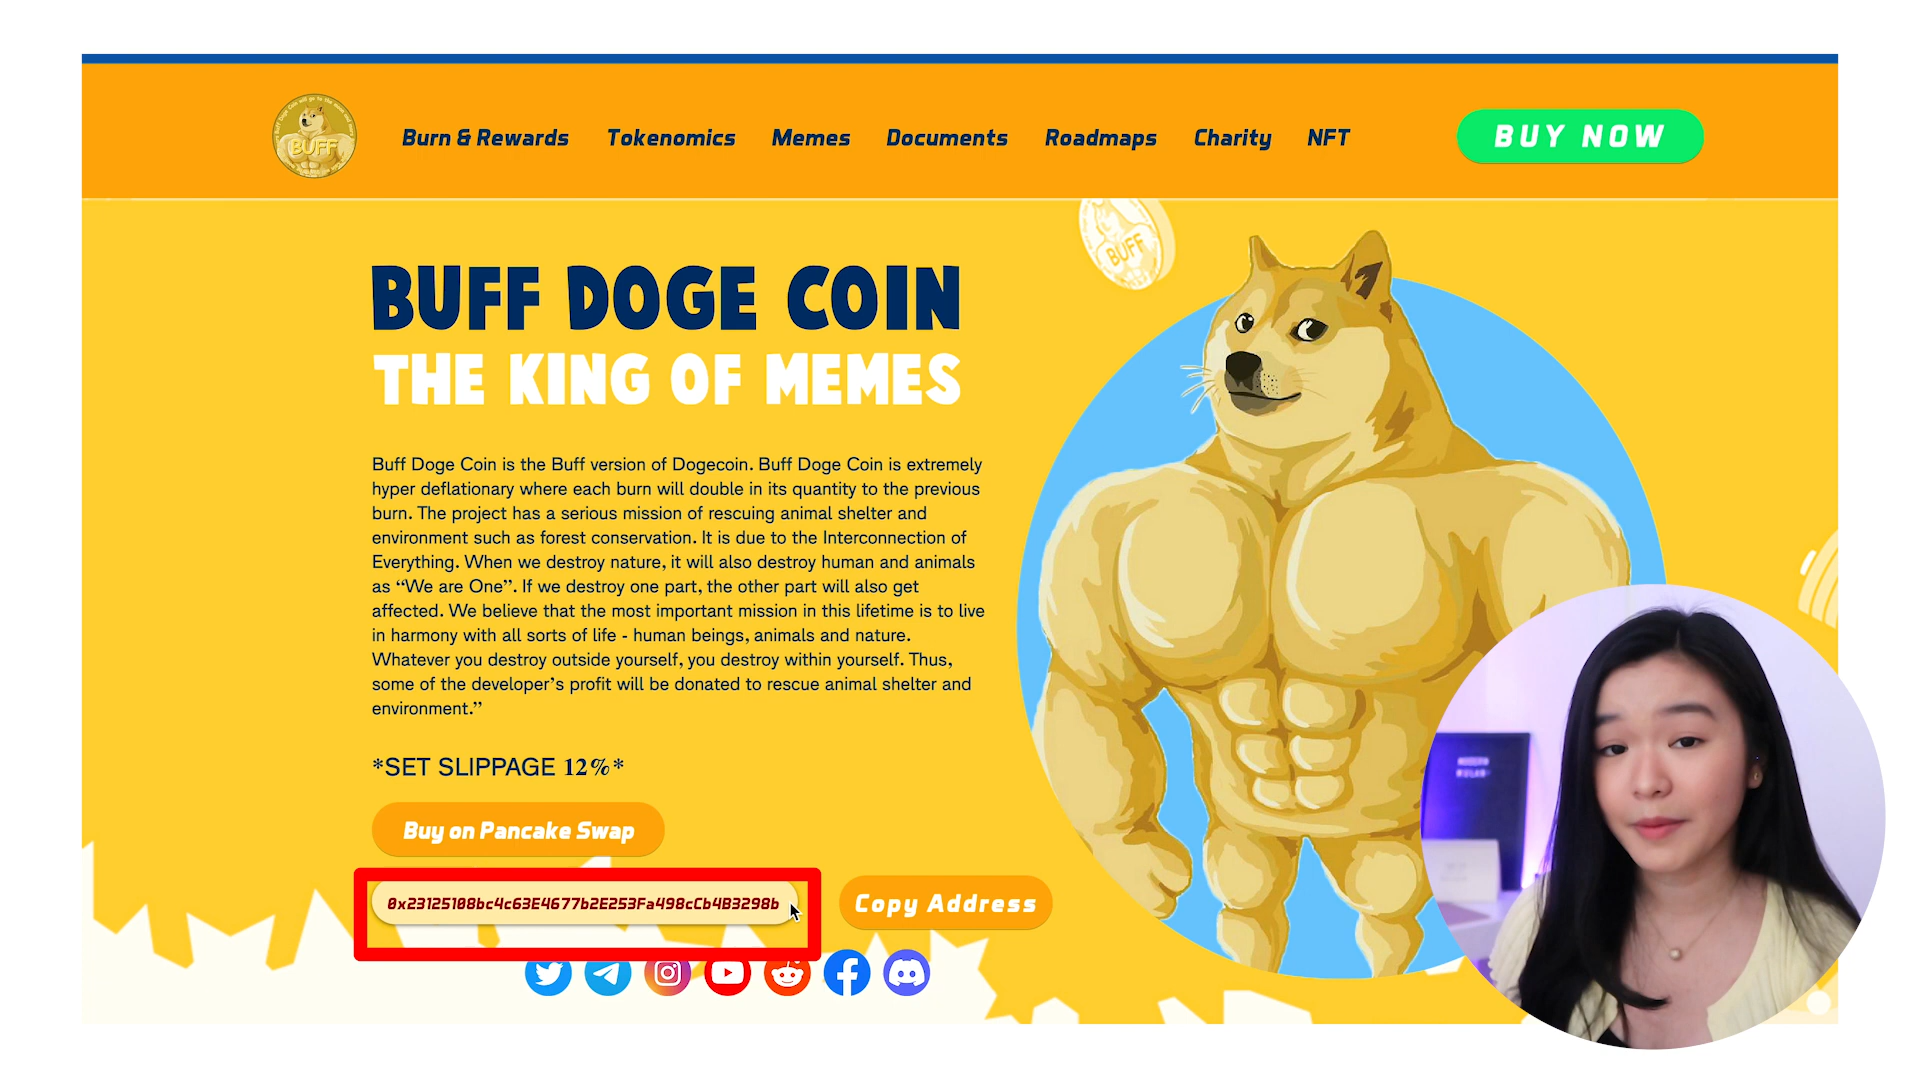 BUFF
Burn & Rewards
Tokenomics
Memes
Documents
Roadmaps
Charity
NFT
BUY NOW
BUFF
BUFF DOGE COIN
THE KING OF MEMES
Buff Doge Coin is the Buff version of Dogecoin. Buff Doge Coin is extremely
hyper deflationary where each burn will double in its quantity to the previous
burn. The project has a serious mission of rescuing animal shelter and
environment such as forest conservation. It is due to the Interconnection of
Everything. When we destroy nature, it will also destroy human and animals
as “We are One”. If we destroy one part, the other part will also get
affected. We believe that the most important mission in this lifetime is to live
in harmony with all sorts of life - human beings, animals and nature.
Whatever you destroy outside yourself, you destroy within yourself. Thus,
some of the developer’s profit will be donated to rescue animal shelter and
environment.”
*SET SLIPPAGE 12%*
Buy on Pancake Swap
0x23125108bc4c63E4677b2E253Fa498cCb4B3298b
Copy Address